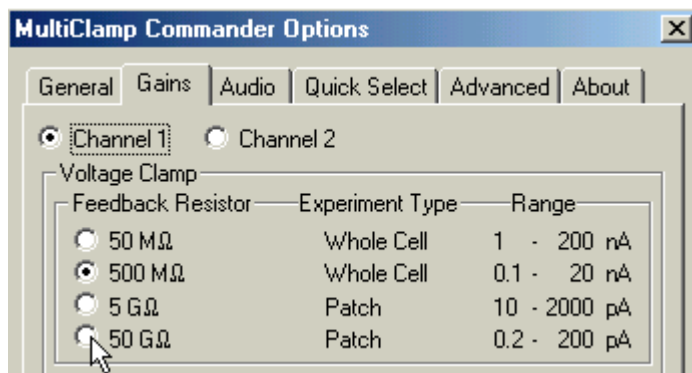 MultiClamp Commander Options
General Gains Audio Quick Select Advanced About
Channel 1 Channel 2
Voltage Clamp
Feedback Resistor Experiment Type Range
50 MΩ Whole Cell 1 - 200 nA
500 MΩ Whole Cell 0.1 - 20 nA
5 GΩ Patch 10 - 2000 pA
50 GΩ Patch 0.2 - 200 pA